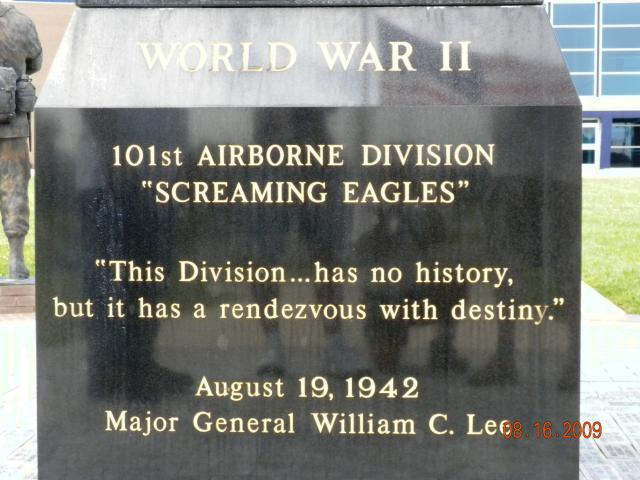 WORLD WAR II
101st AIRBORNE DIVISION
"SCREAMING EAGLES"
"This Division...has no history,
but it has a rendezvous with destiny."
August 19, 1942
Major General William C. Lee
08.16.2009